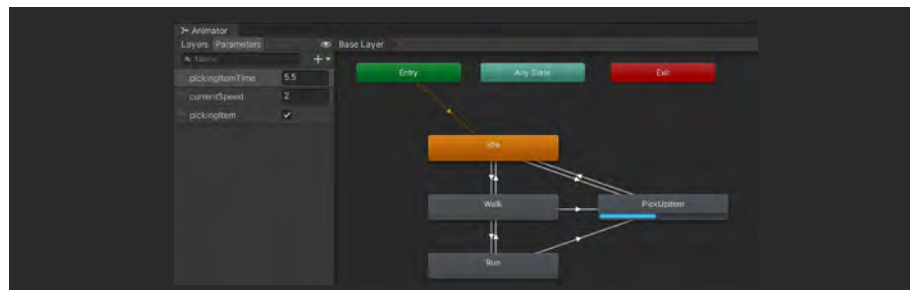 Animator
Layers Parameters
Base Layer
Name
pickingItemTime 5.5
currentSpeed 2
pickingItem
Entry
Any State
Exit
Idle
Walk
PickUpItem
Run